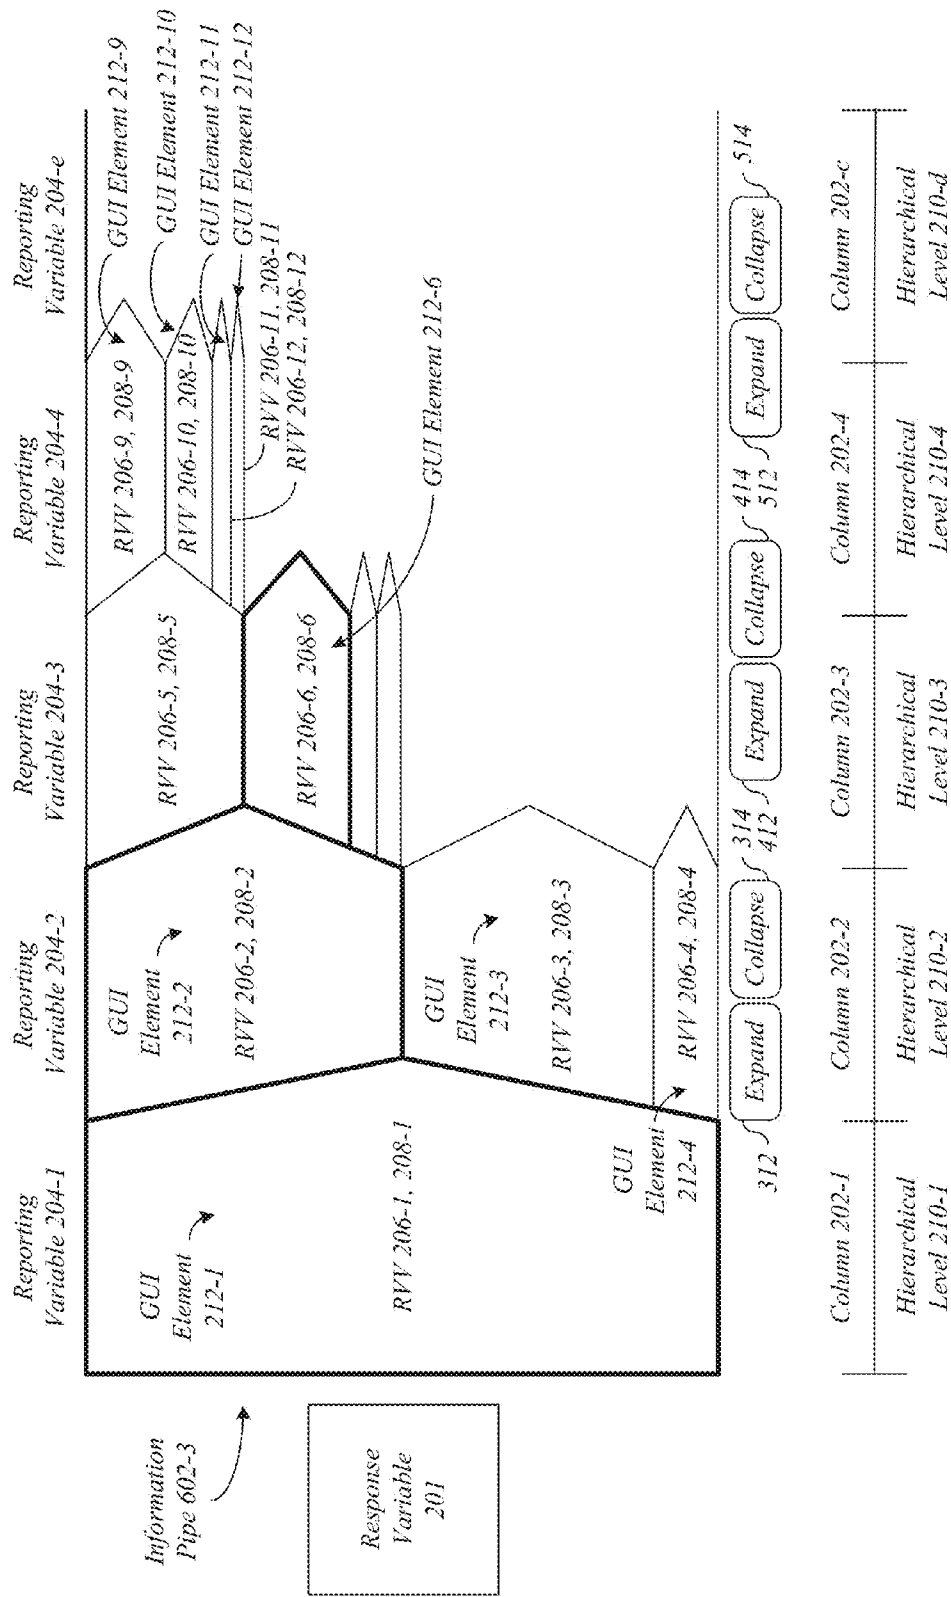 Reporting
Variable 204-1
Reporting
Variable 204-2
Reporting
Variable 204-3
Reporting
Variable 204-4
Reporting
Variable 204-e
Information
Pipe 602-3
Response
Variable
201
GUI
Element
212-1
RVV 206-1, 208-1
GUI
Element
212-2
RVV 206-2, 208-2
GUI
Element
212-3
RVV 206-3, 208-3
GUI
Element
212-4
RVV 206-4, 208-4
RVV 206-5, 208-5
RVV 206-6, 208-6
RVV 206-9, 208-9
RVV 206-10, 208-10
GUI Element 212-9
GUI Element 212-10
GUI Element 212-11
GUI Element 212-12
RVV 206-11, 208-11
RVV 206-12, 208-12
GUI Element 212-6
312
Expand
Collapse
314
412
Expand
Collapse
414
512
Expand
Collapse
514
Column 202-1
Column 202-2
Column 202-3
Column 202-4
Column 202-c
Hierarchical
Level 210-1
Hierarchical
Level 210-2
Hierarchical
Level 210-3
Hierarchical
Level 210-4
Hierarchical
Level 210-d